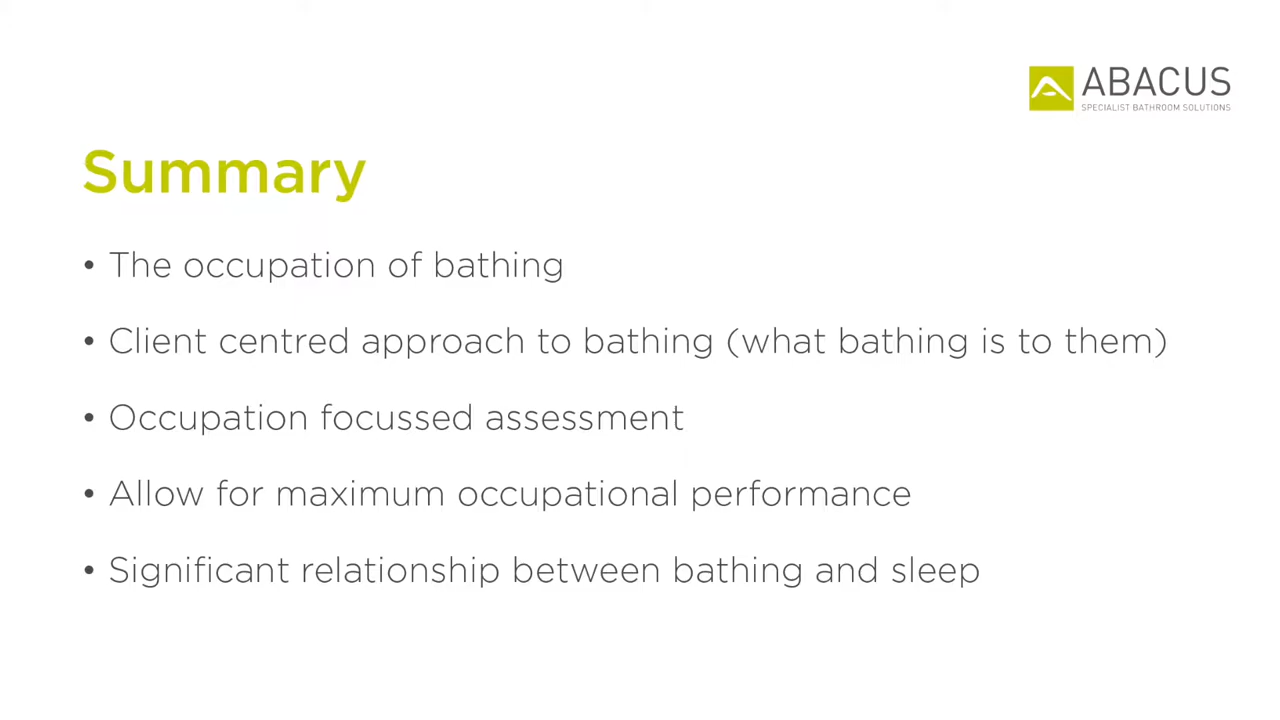 ABACUS
SPECIALIST BATHROOM SOLUTIONS
Summary
• The occupation of bathing
• Client centred approach to bathing (what bathing is to them)
• Occupation focussed assessment
• Allow for maximum occupational performance
• Significant relationship between bathing and sleep